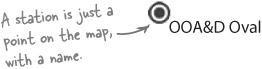 A station is just a
point on the map,
with a name.
OOA&D Oval